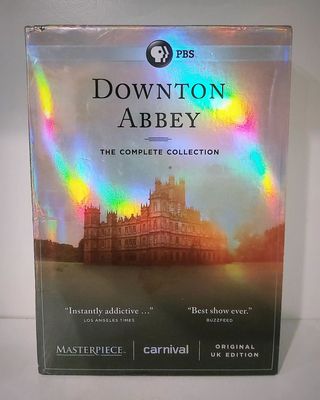 PBS
DOWNTON
ABBEY
THE COMPLETE COLLECTION
"Instantly addictive ..."
LOS ANGELES TIMES
"Best show ever."
BUZZFEED
MASTERPIECE
carnival
ORIGINAL
UK EDITION